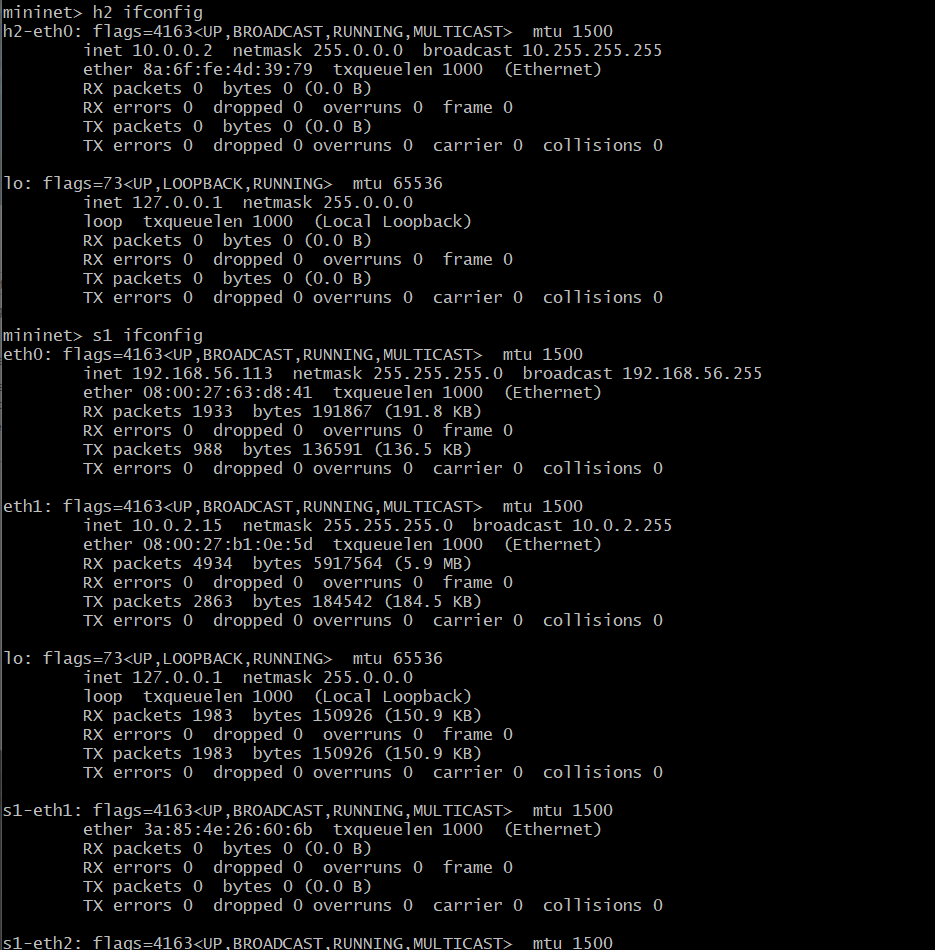 mininet> h2 ifconfig
h2-eth0: flags=4163<UP,BROADCAST,RUNNING,MULTICAST>  mtu 1500
        inet 10.0.0.2  netmask 255.0.0.0  broadcast 10.255.255.255
        ether 8a:6f:fe:4d:39:79  txqueuelen 1000  (Ethernet)
        RX packets 0  bytes 0 (0.0 B)
        RX errors 0  dropped 0  overruns 0  frame 0
        TX packets 0  bytes 0 (0.0 B)
        TX errors 0  dropped 0 overruns 0  carrier 0  collisions 0

lo: flags=73<UP,LOOPBACK,RUNNING>  mtu 65536
        inet 127.0.0.1  netmask 255.0.0.0
        loop  txqueuelen 1000  (Local Loopback)
        RX packets 0  bytes 0 (0.0 B)
        RX errors 0  dropped 0  overruns 0  frame 0
        TX packets 0  bytes 0 (0.0 B)
        TX errors 0  dropped 0 overruns 0  carrier 0  collisions 0

mininet> s1 ifconfig
eth0: flags=4163<UP,BROADCAST,RUNNING,MULTICAST>  mtu 1500
        inet 192.168.56.113  netmask 255.255.255.0  broadcast 192.168.56.255
        ether 08:00:27:63:d8:41  txqueuelen 1000  (Ethernet)
        RX packets 1933  bytes 191867 (191.8 KB)
        RX errors 0  dropped 0  overruns 0  frame 0
        TX packets 988  bytes 136591 (136.5 KB)
        TX errors 0  dropped 0 overruns 0  carrier 0  collisions 0

eth1: flags=4163<UP,BROADCAST,RUNNING,MULTICAST>  mtu 1500
        inet 10.0.2.15  netmask 255.255.255.0  broadcast 10.0.2.255
        ether 08:00:27:b1:0e:5d  txqueuelen 1000  (Ethernet)
        RX packets 4934  bytes 5917564 (5.9 MB)
        RX errors 0  dropped 0  overruns 0  frame 0
        TX packets 2863  bytes 184542 (184.5 KB)
        TX errors 0  dropped 0 overruns 0  carrier 0  collisions 0

lo: flags=73<UP,LOOPBACK,RUNNING>  mtu 65536
        inet 127.0.0.1  netmask 255.0.0.0
        loop  txqueuelen 1000  (Local Loopback)
        RX packets 1983  bytes 150926 (150.9 KB)
        RX errors 0  dropped 0  overruns 0  frame 0
        TX packets 1983  bytes 150926 (150.9 KB)
        TX errors 0  dropped 0 overruns 0  carrier 0  collisions 0

s1-eth1: flags=4163<UP,BROADCAST,RUNNING,MULTICAST>  mtu 1500
        ether 3a:85:4e:26:60:6b  txqueuelen 1000  (Ethernet)
        RX packets 0  bytes 0 (0.0 B)
        RX errors 0  dropped 0  overruns 0  frame 0
        TX packets 0  bytes 0 (0.0 B)
        TX errors 0  dropped 0 overruns 0  carrier 0  collisions 0

s1-eth2: flags=4163<UP,BROADCAST,RUNNING,MULTICAST>  mtu 1500